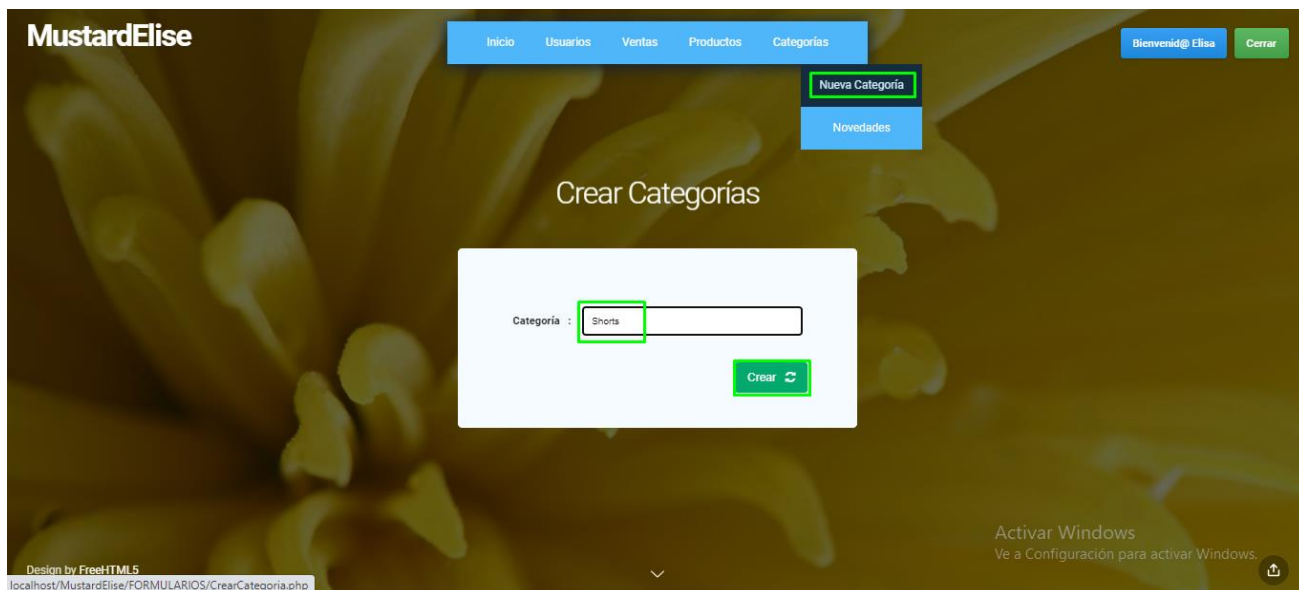 MustardElise
Inicio Usuarios Ventas Productos Categorías
Bienvenid@ Elisa Cerrar
Nueva Categoría
Novedades
Crear Categorías
Categoría : Shorts
Crear
Activar Windows
Ve a Configuración para activar Windows.
Design by FreeHTML5
localhost/MustardElise/FORMULARIOS/CrearCategoria.php